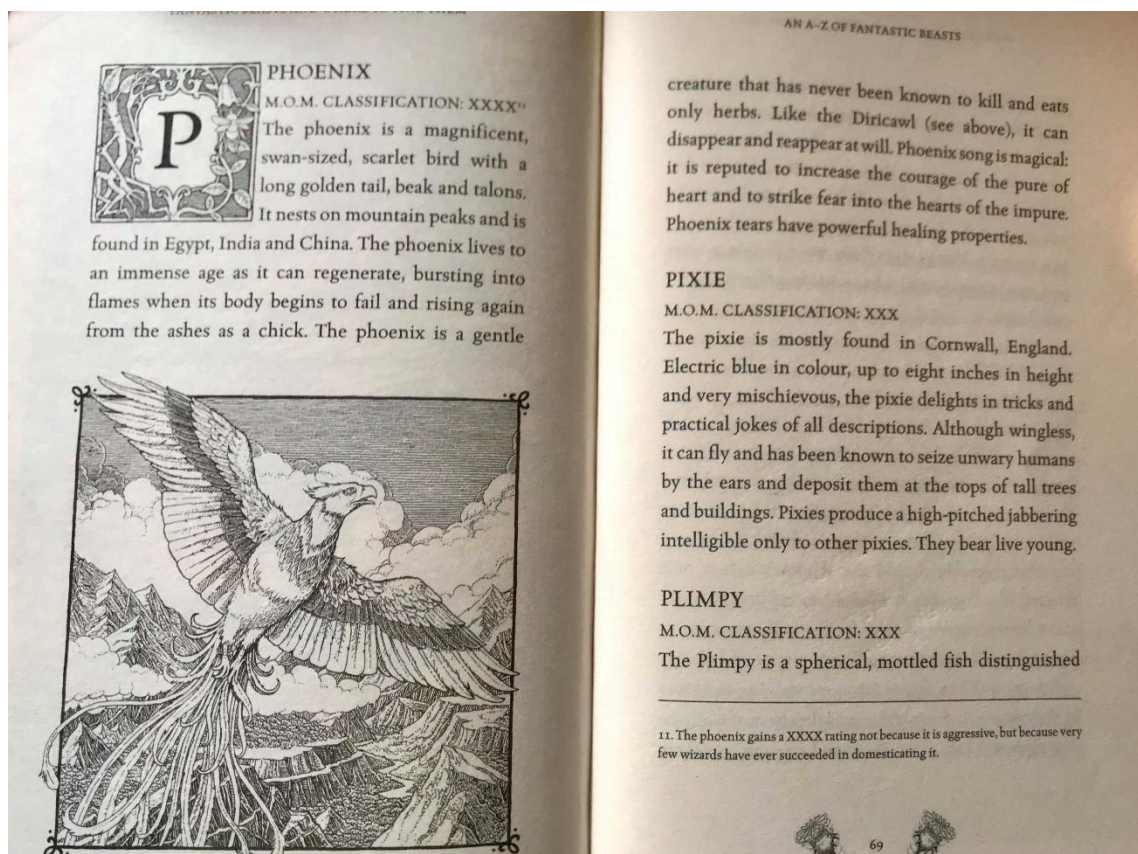 PHOENIX
M.O.M. CLASSIFICATION: XXXX¹¹
P
The phoenix is a magnificent,
swan-sized, scarlet bird with a
long golden tail, beak and talons.
It nests on mountain peaks and is
found in Egypt, India and China. The phoenix lives to
an immense age as it can regenerate, bursting into
flames when its body begins to fail and rising again
from the ashes as a chick. The phoenix is a gentle
AN A–Z OF FANTASTIC BEASTS
creature that has never been known to kill and eats
only herbs. Like the Diricawl (see above), it can
disappear and reappear at will. Phoenix song is magical:
it is reputed to increase the courage of the pure of
heart and to strike fear into the hearts of the impure.
Phoenix tears have powerful healing properties.
PIXIE
M.O.M. CLASSIFICATION: XXX
The pixie is mostly found in Cornwall, England.
Electric blue in colour, up to eight inches in height
and very mischievous, the pixie delights in tricks and
practical jokes of all descriptions. Although wingless,
it can fly and has been known to seize unwary humans
by the ears and deposit them at the tops of tall trees
and buildings. Pixies produce a high-pitched jabbering
intelligible only to other pixies. They bear live young.
PLIMPY
M.O.M. CLASSIFICATION: XXX
The Plimpy is a spherical, mottled fish distinguished
11. The phoenix gains a XXXX rating not because it is aggressive, but because very
few wizards have ever succeeded in domesticating it.
69